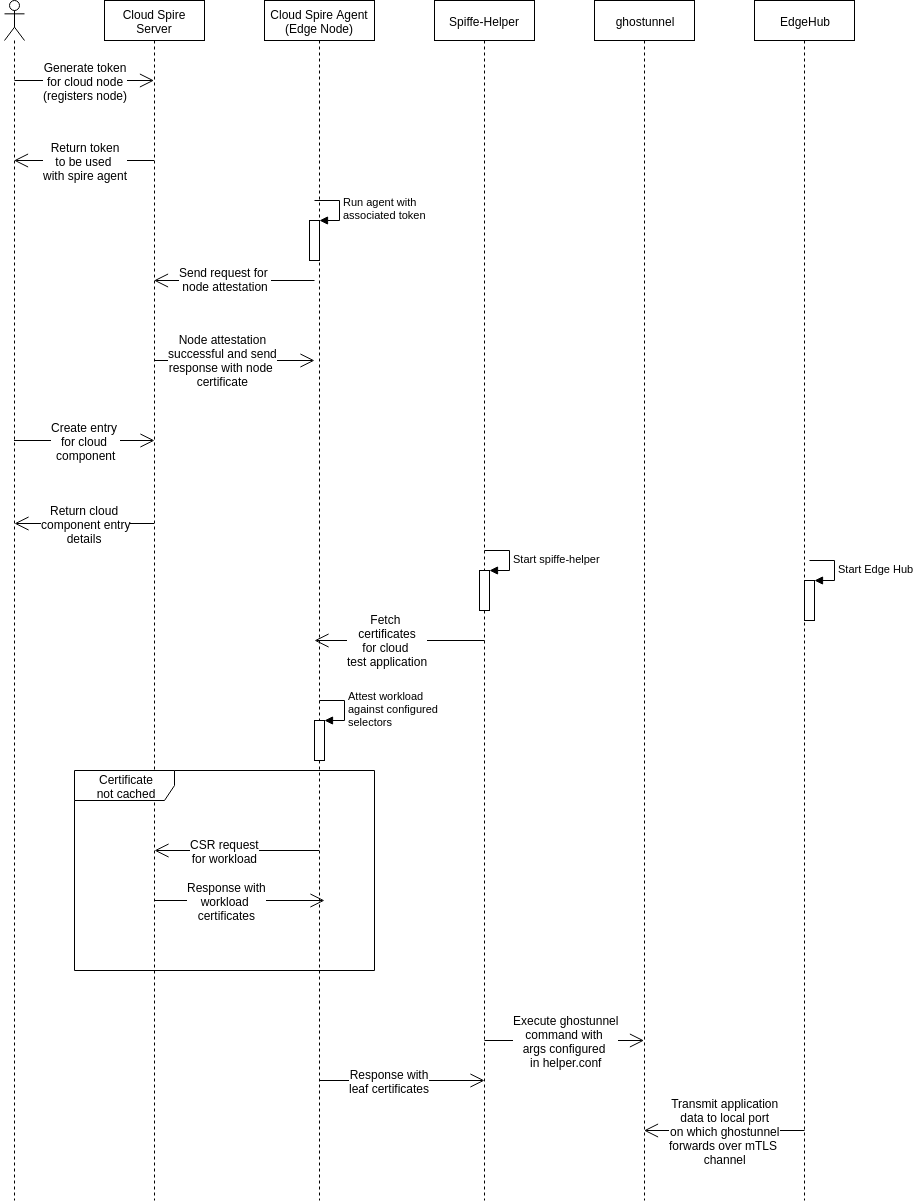 Cloud Spire
Server
Cloud Spire Agent
(Edge Node)
Spiffe-Helper
ghostunnel
EdgeHub
Generate token
for cloud node
(registers node)
Return token
to be used
with spire agent
Run agent with
associated token
Send request for
node attestation
Node attestation
successful and send
response with node
certificate
Create entry
for cloud
component
Return cloud
component entry
details
Start spiffe-helper
Start Edge Hub
Fetch
certificates
for cloud
test application
Attest workload
against configured
selectors
Certificate
not cached
CSR request
for workload
Response with
workload
certificates
Execute ghostunnel
command with
args configured
in helper.conf
Response with
leaf certificates
Transmit application
data to local port
on which ghostunnel
forwards over mTLS
channel